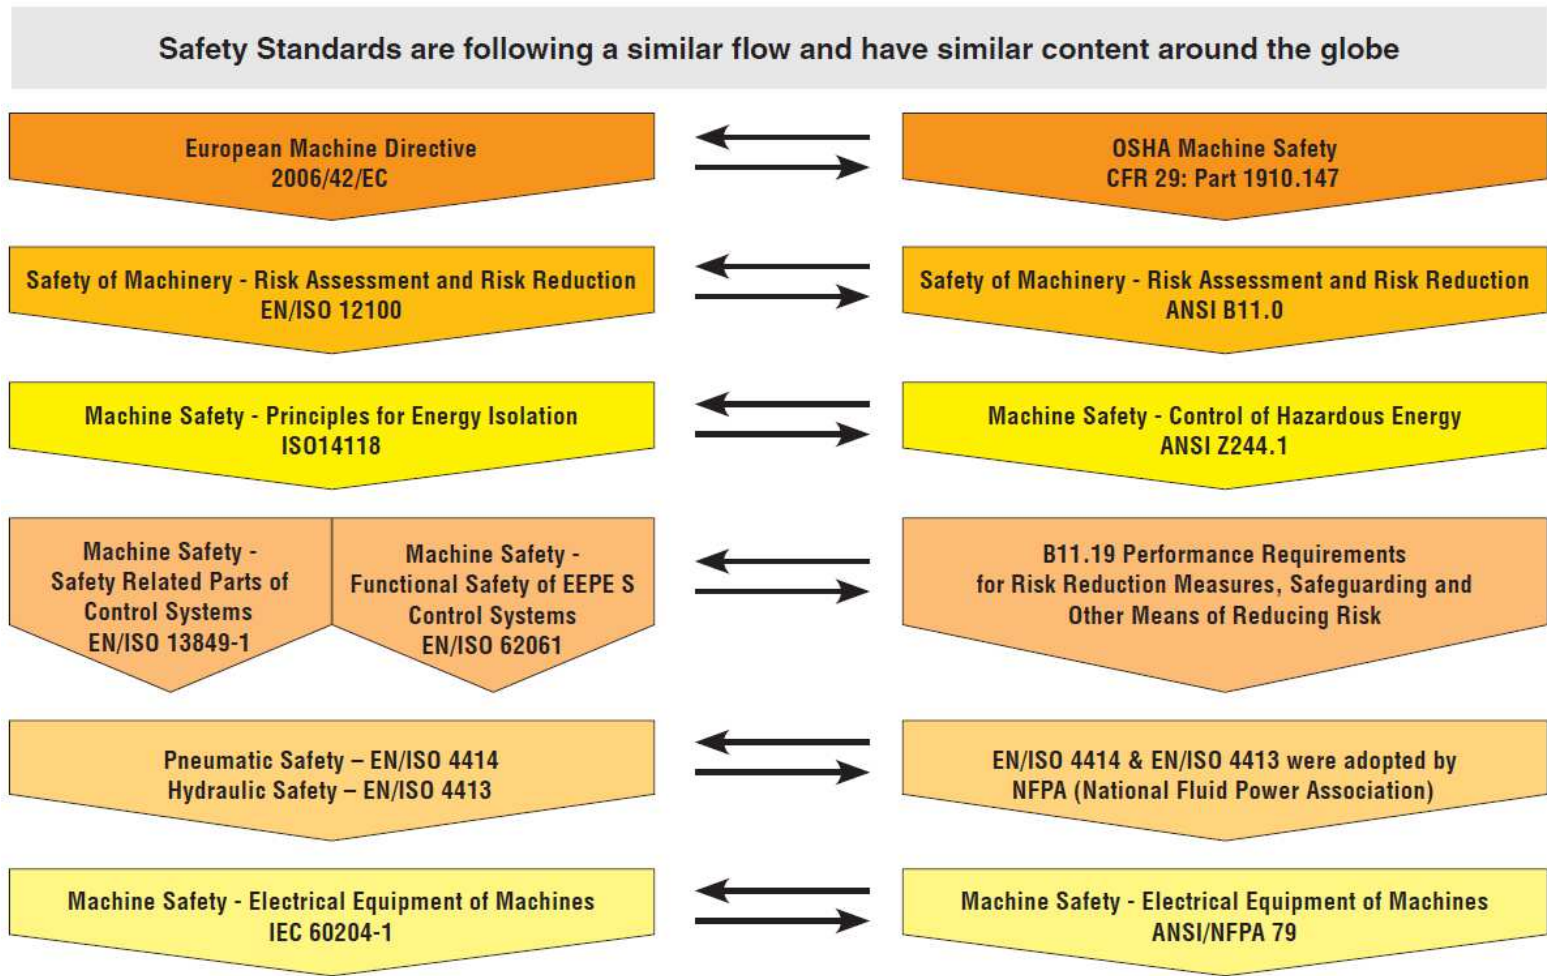 Safety Standards are following a similar flow and have similar content around the globe
European Machine Directive
2006/42/EC
OSHA Machine Safety
CFR 29: Part 1910.147
Safety of Machinery - Risk Assessment and Risk Reduction
EN/ISO 12100
Safety of Machinery - Risk Assessment and Risk Reduction
ANSI B11.0
Machine Safety - Principles for Energy Isolation
ISO14118
Machine Safety - Control of Hazardous Energy
ANSI Z244.1
Machine Safety -
Safety Related Parts of
Control Systems
EN/ISO 13849-1
Machine Safety -
Functional Safety of EEPE S
Control Systems
EN/ISO 62061
B11.19 Performance Requirements
for Risk Reduction Measures, Safeguarding and
Other Means of Reducing Risk
Pneumatic Safety – EN/ISO 4414
Hydraulic Safety – EN/ISO 4413
EN/ISO 4414 & EN/ISO 4413 were adopted by
NFPA (National Fluid Power Association)
Machine Safety - Electrical Equipment of Machines
IEC 60204-1
Machine Safety - Electrical Equipment of Machines
ANSI/NFPA 79